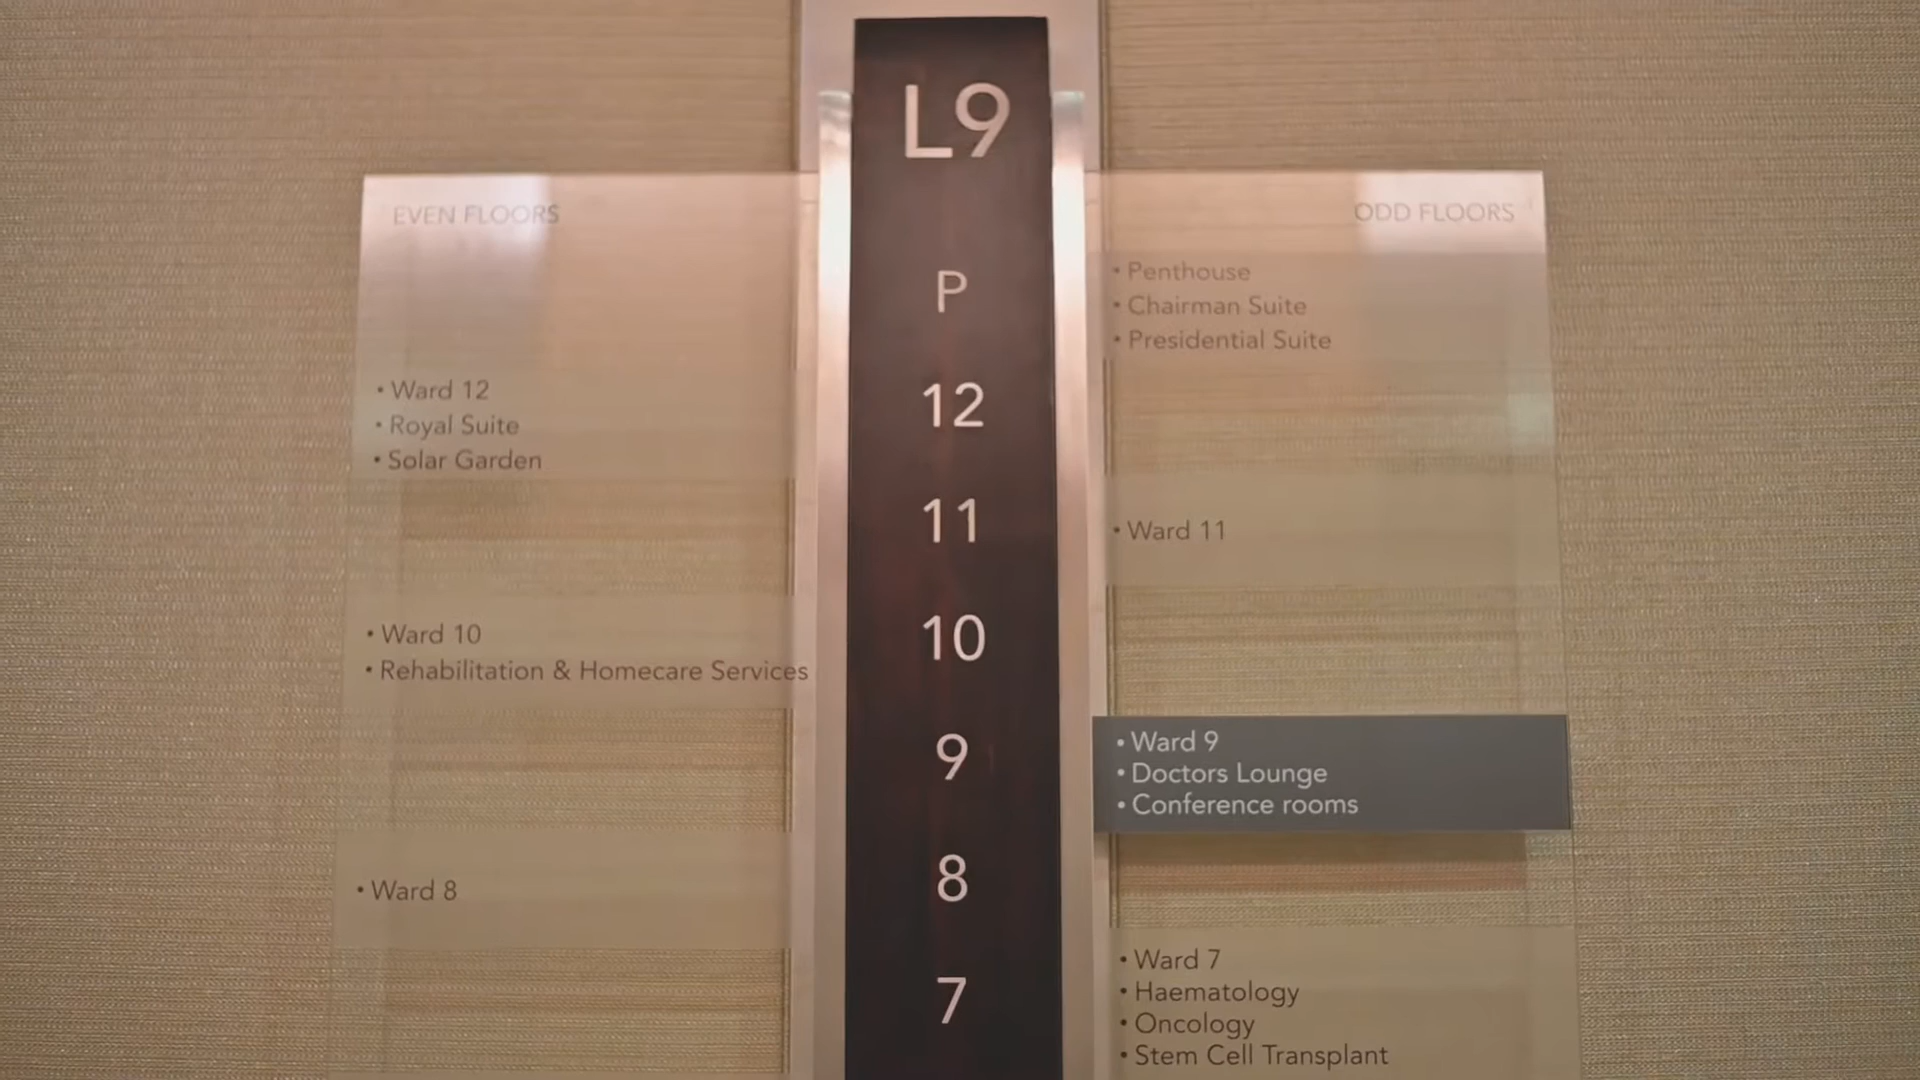 L9
EVEN FLOORS
ODD FLOORS
P
• Penthouse
• Chairman Suite
• Presidential Suite
12
• Ward 12
• Royal Suite
• Solar Garden
11
• Ward 11
10
• Ward 10
• Rehabilitation & Homecare Services
9
• Ward 9
• Doctors Lounge
• Conference rooms
8
• Ward 8
7
• Ward 7
• Haematology
• Oncology
• Stem Cell Transplant